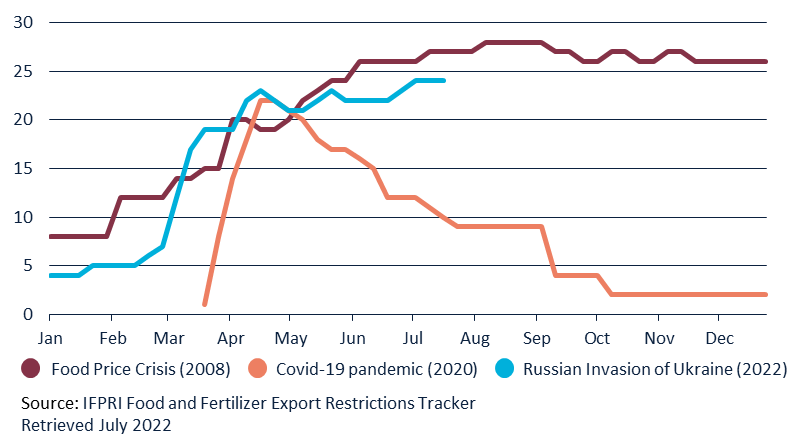 30
25
20
15
10
5
0
Jan Feb Mar Apr May Jun Jul Aug Sep Oct Nov Dec
Food Price Crisis (2008) Covid-19 pandemic (2020) Russian Invasion of Ukraine (2022)
Source: IFPRI Food and Fertilizer Export Restrictions Tracker
Retrieved July 2022